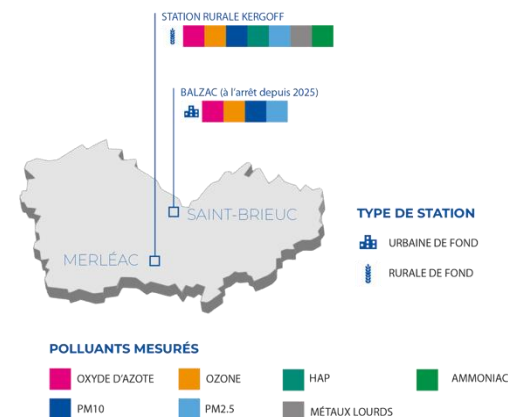 STATION RURALE KERGOFF
BALZAC (à l'arrêt depuis 2025)
SAINT-BRIEUC
MERLÉAC
TYPE DE STATION
URBAINE DE FOND
RURALE DE FOND
POLLUANTS MESURÉS
OXYDE D'AZOTE
OZONE
HAP
AMMONIAC
PM10
PM2.5
MÉTAUX LOURDS